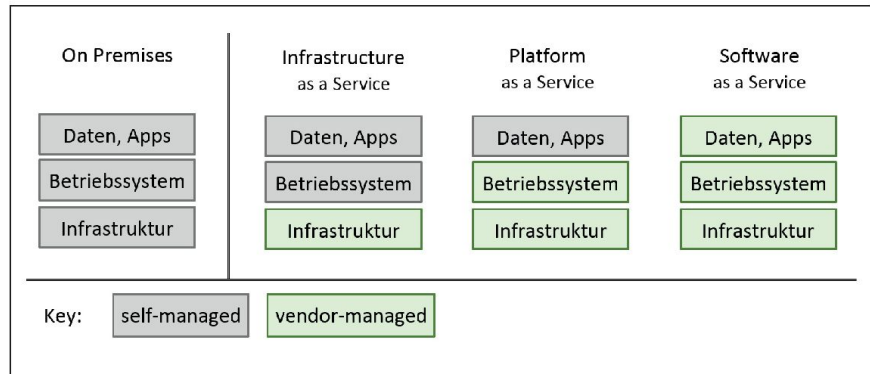 On Premises
Infrastructure
as a Service
Platform
as a Service
Software
as a Service
Daten, Apps
Daten, Apps
Daten, Apps
Daten, Apps
Betriebssystem
Betriebssystem
Betriebssystem
Betriebssystem
Infrastruktur
Infrastruktur
Infrastruktur
Infrastruktur
Key:
self-managed
vendor-managed